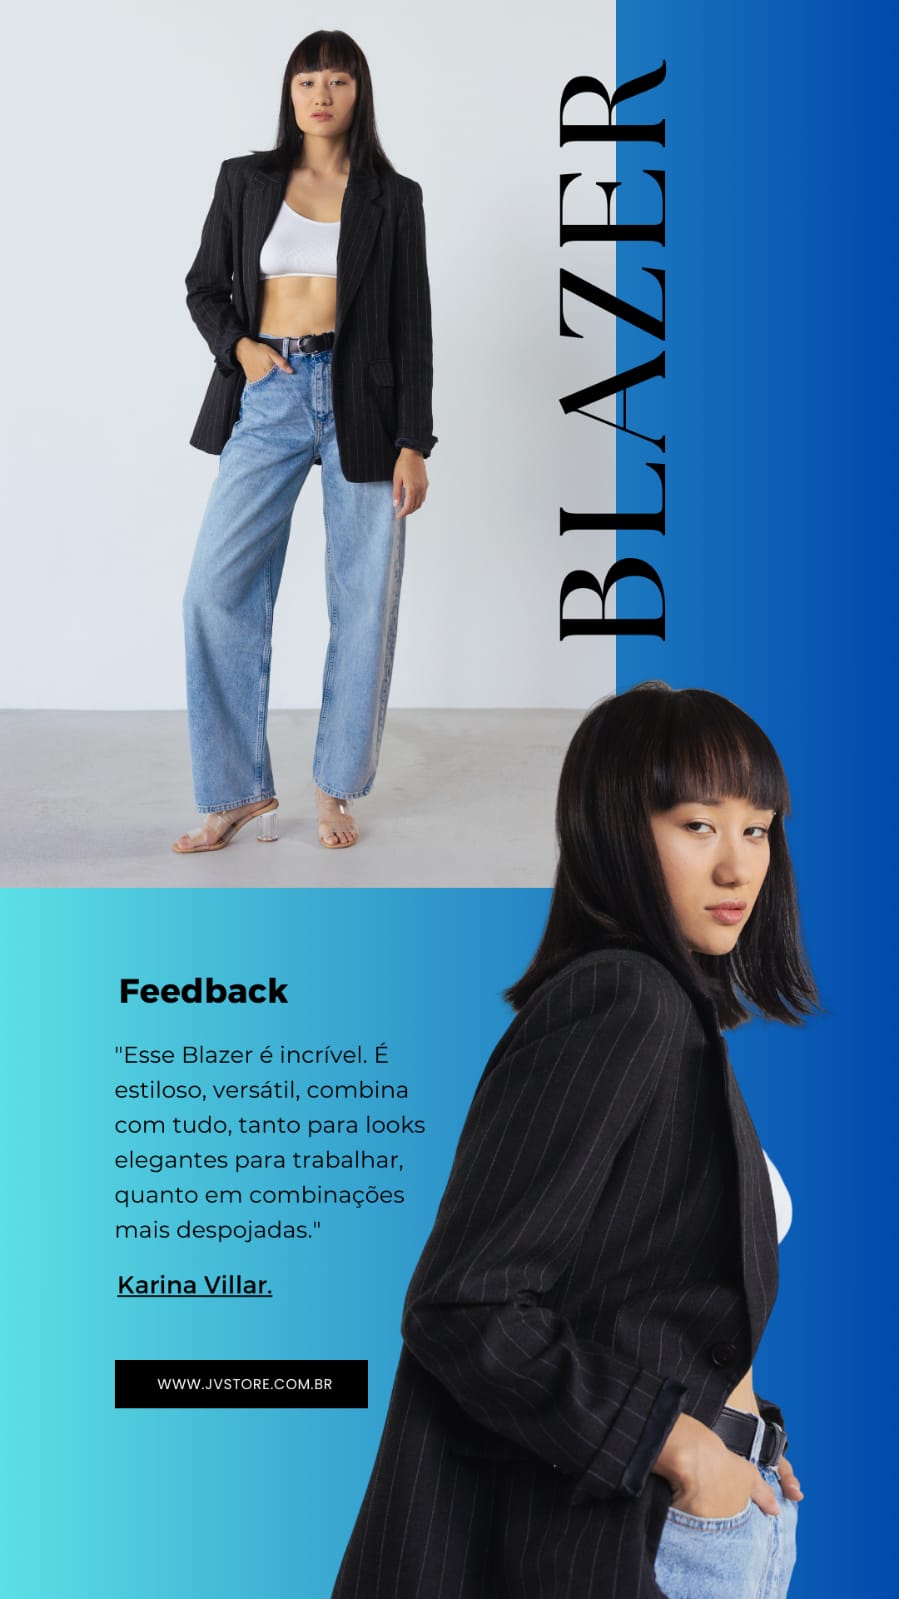 BLAZER
Feedback
"Esse Blazer é incrível. É
estiloso, versátil, combina
com tudo, tanto para looks
elegantes para trabalhar,
quanto em combinações
mais despojadas."
Karina Villar.
WWW.JVSTORE.COM.BR